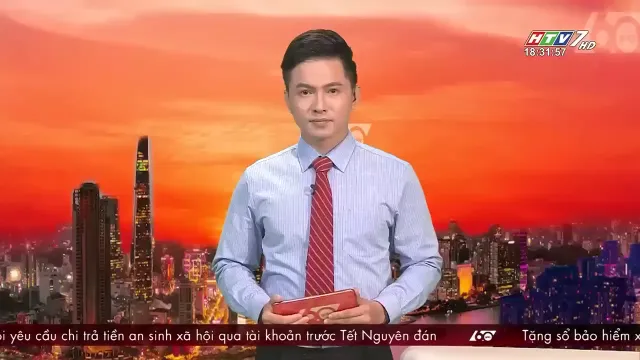 HTV7 HD
18:31:57
yêu cầu chi trả tiền an sinh xã hội qua tài khoản trước Tết Nguyên đán 60 Tặng sổ bảo hiểm